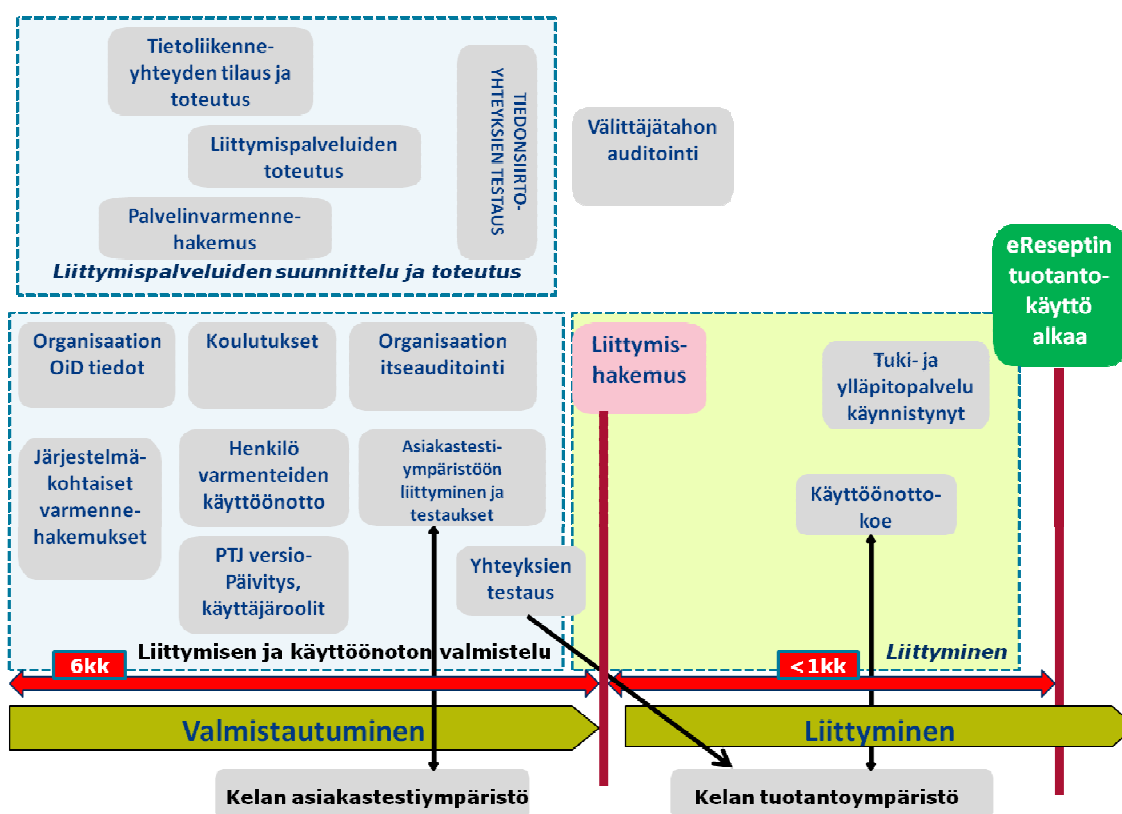 Tietoliikenne-
yhteyden tilaus ja
toteutus
Liittymispalveluiden
toteutus
Palvelinvarmenne-
hakemus
TIEDONSIIRTO-
YHTEYKSIEN TESTAUS
Liittymispalveluiden suunnittelu ja toteutus
Välittäjätahon
auditointi
eReseptin
tuotanto-
käyttö
alkaa
Organisaation
OiD tiedot
Koulutukset
Organisaation
itseauditointi
Järjestelmä-
kohtaiset
varmenne-
hakemukset
Henkilö
varmenteiden
käyttöönotto
Asiakastesti-
ympäristöön
liittyminen ja
testaukset
PTJ versio-
Päivitys,
käyttäjäroolit
Yhteyksien
testaus
Liittymisen ja käyttöönoton valmistelu
Liittymis-
hakemus
Tuki- ja
ylläpitopalvelu
käynnistynyt
Käyttöönotto-
koe
Liittyminen
6kk
<1kk
Valmistautuminen
Liittyminen
Kelan asiakastestiympäristö
Kelan tuotantoympäristö